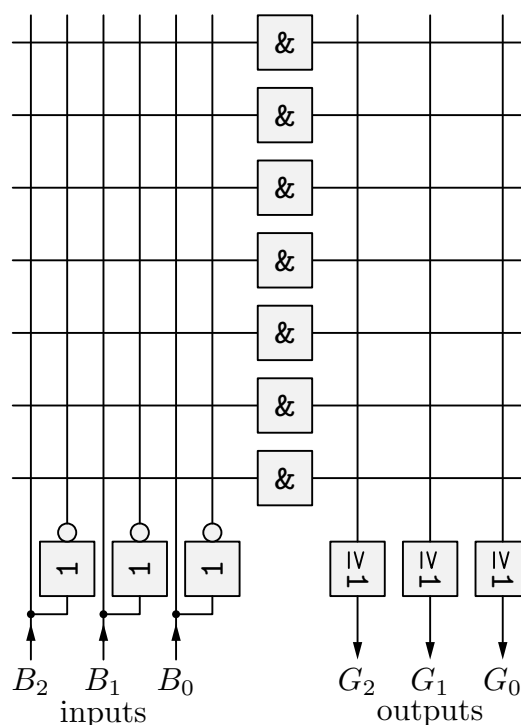 &
&
&
&
&
&
&
1 1 1 ≥1 ≥1 ≥1
B₂ B₁ B₀ G₂ G₁ G₀
inputs outputs